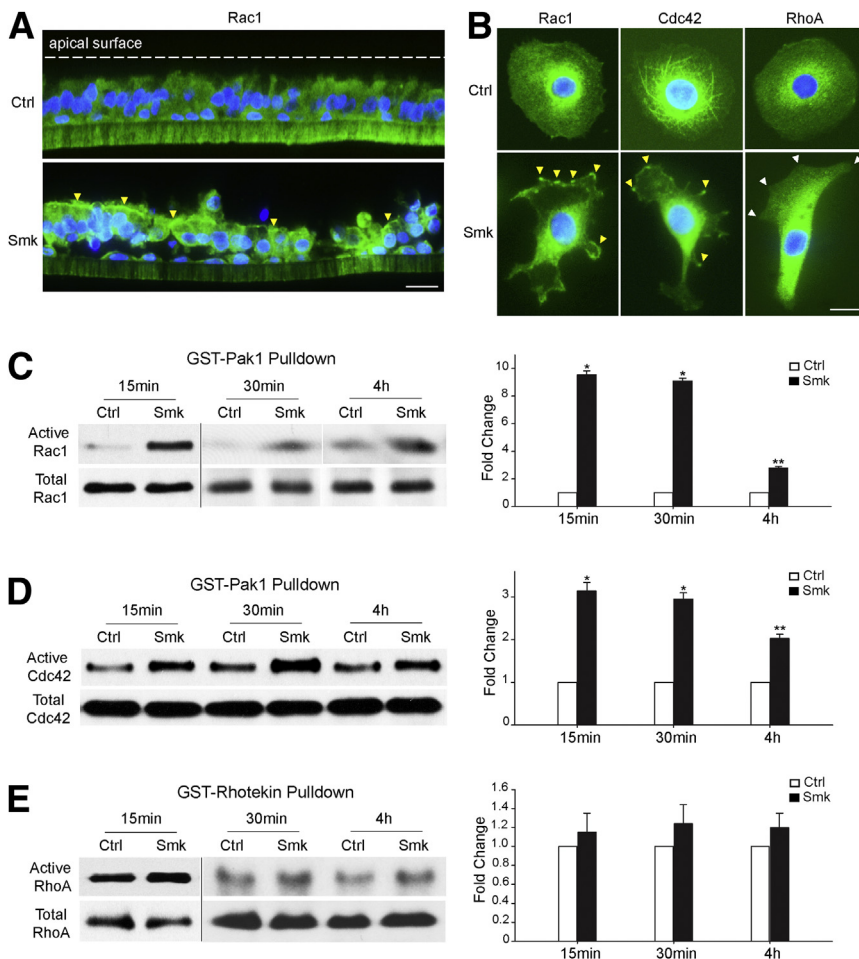 A
Rac1
apical surface
Ctrl
Smk
B
Rac1
Cdc42
RhoA
Ctrl
Smk
C
GST-Pak1 Pulldown
15min
30min
4h
Ctrl
Smk
Ctrl
Smk
Ctrl
Smk
Active
Rac1
Total
Rac1
Fold Change
10
8
6
4
2
0
*
*
**
Ctrl
Smk
15min
30min
4h
D
GST-Pak1 Pulldown
15min
30min
4h
Ctrl
Smk
Ctrl
Smk
Ctrl
Smk
Active
Cdc42
Total
Cdc42
Fold Change
3
2
1
0
*
*
**
Ctrl
Smk
15min
30min
4h
E
GST-Rhotekin Pulldown
15min
30min
4h
Ctrl
Smk
Ctrl
Smk
Ctrl
Smk
Active
RhoA
Total
RhoA
Fold Change
1.6
1.4
1.2
1.0
0.8
0.6
0.4
0.2
0
Ctrl
Smk
15min
30min
4h